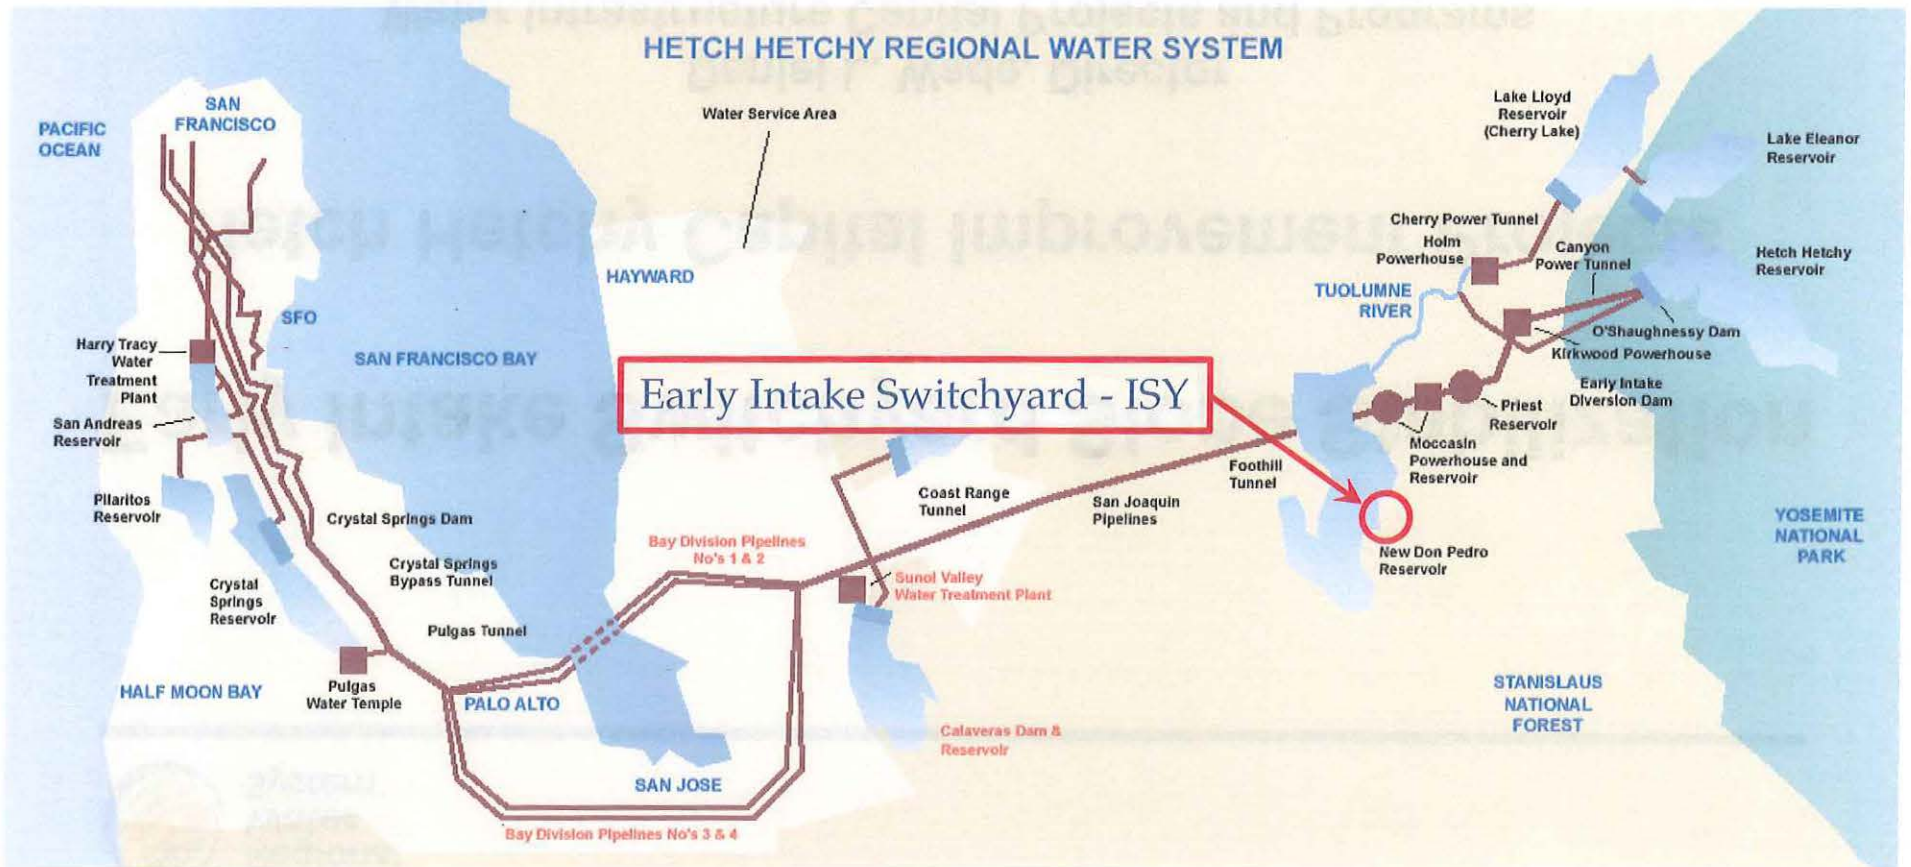 HETCH HETCHY REGIONAL WATER SYSTEM
SAN
FRANCISCO
PACIFIC
OCEAN
Water Service Area
Lake Lloyd
Reservoir
(Cherry Lake)
Lake Eleanor
Reservoir
Cherry Power Tunnel
Holm
Powerhouse
Canyon
Power Tunnel
Hetch Hetchy
Reservoir
HAYWARD
TUOLUMNE
RIVER
SFO
O'Shaughnessy Dam
Kirkwood Powerhouse
Harry Tracy
Water
Treatment
Plant
SAN FRANCISCO BAY
Early Intake Switchyard - ISY
Early Intake
Diversion Dam
Priest
Reservoir
San Andreas
Reservoir
Moccasin
Powerhouse and
Reservoir
Foothill
Tunnel
Coast Range
Tunnel
San Joaquin
Pipelines
Pilaritos
Reservoir
Crystal Springs Dam
YOSEMITE
NATIONAL
PARK
Bay Division Pipelines
No's 1 & 2
New Don Pedro
Reservoir
Crystal Springs
Bypass Tunnel
Crystal
Springs
Reservoir
Sunol Valley
Water Treatment Plant
Pulgas Tunnel
HALF MOON BAY
Pulgas
Water Temple
PALO ALTO
STANISLAUS
NATIONAL
FOREST
Calaveras Dam &
Reservoir
SAN JOSE
Bay Division Pipelines No's 3 & 4